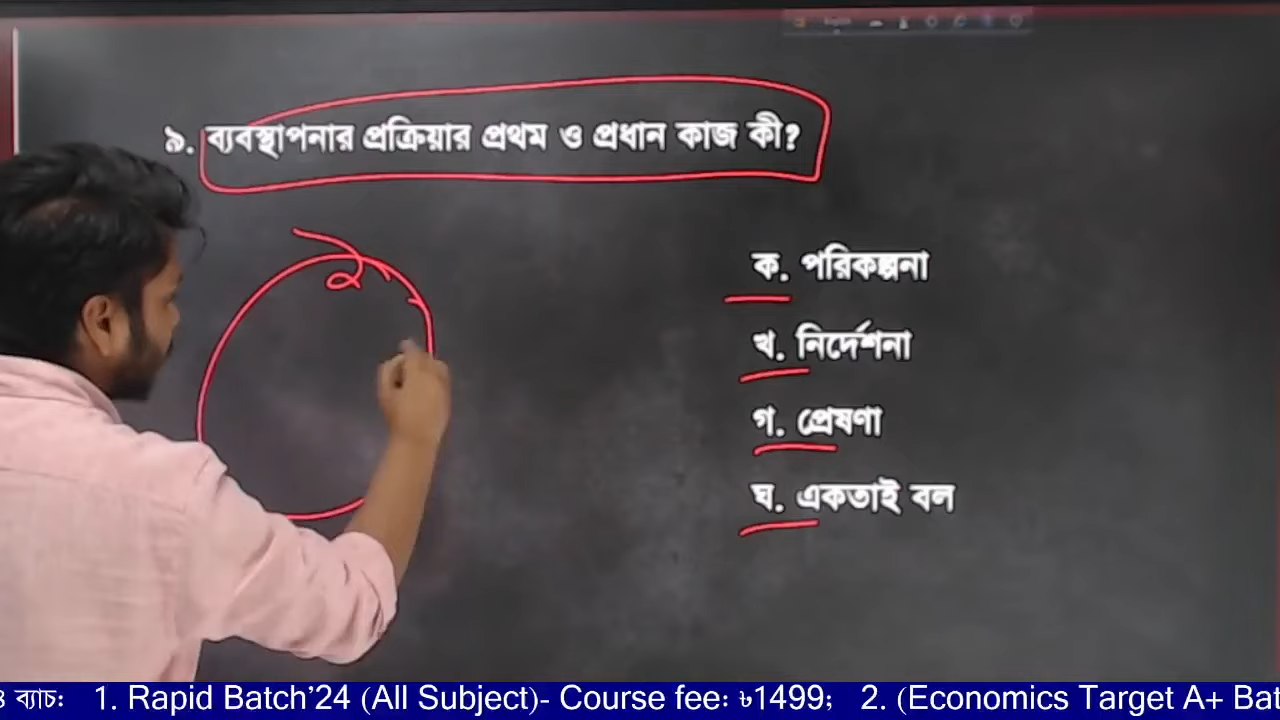 ৯. ব্যবস্থাপনার প্রক্রিয়ার প্রথম ও প্রধান কাজ কী?
ক. পরিকল্পনা
খ. নির্দেশনা
গ. প্রেষণা
ঘ. একতাই বল
ব্যাচঃ 1. Rapid Batch’24 (All Subject)- Course fee: ৳1499; 2. (Economics Target A+ Bat